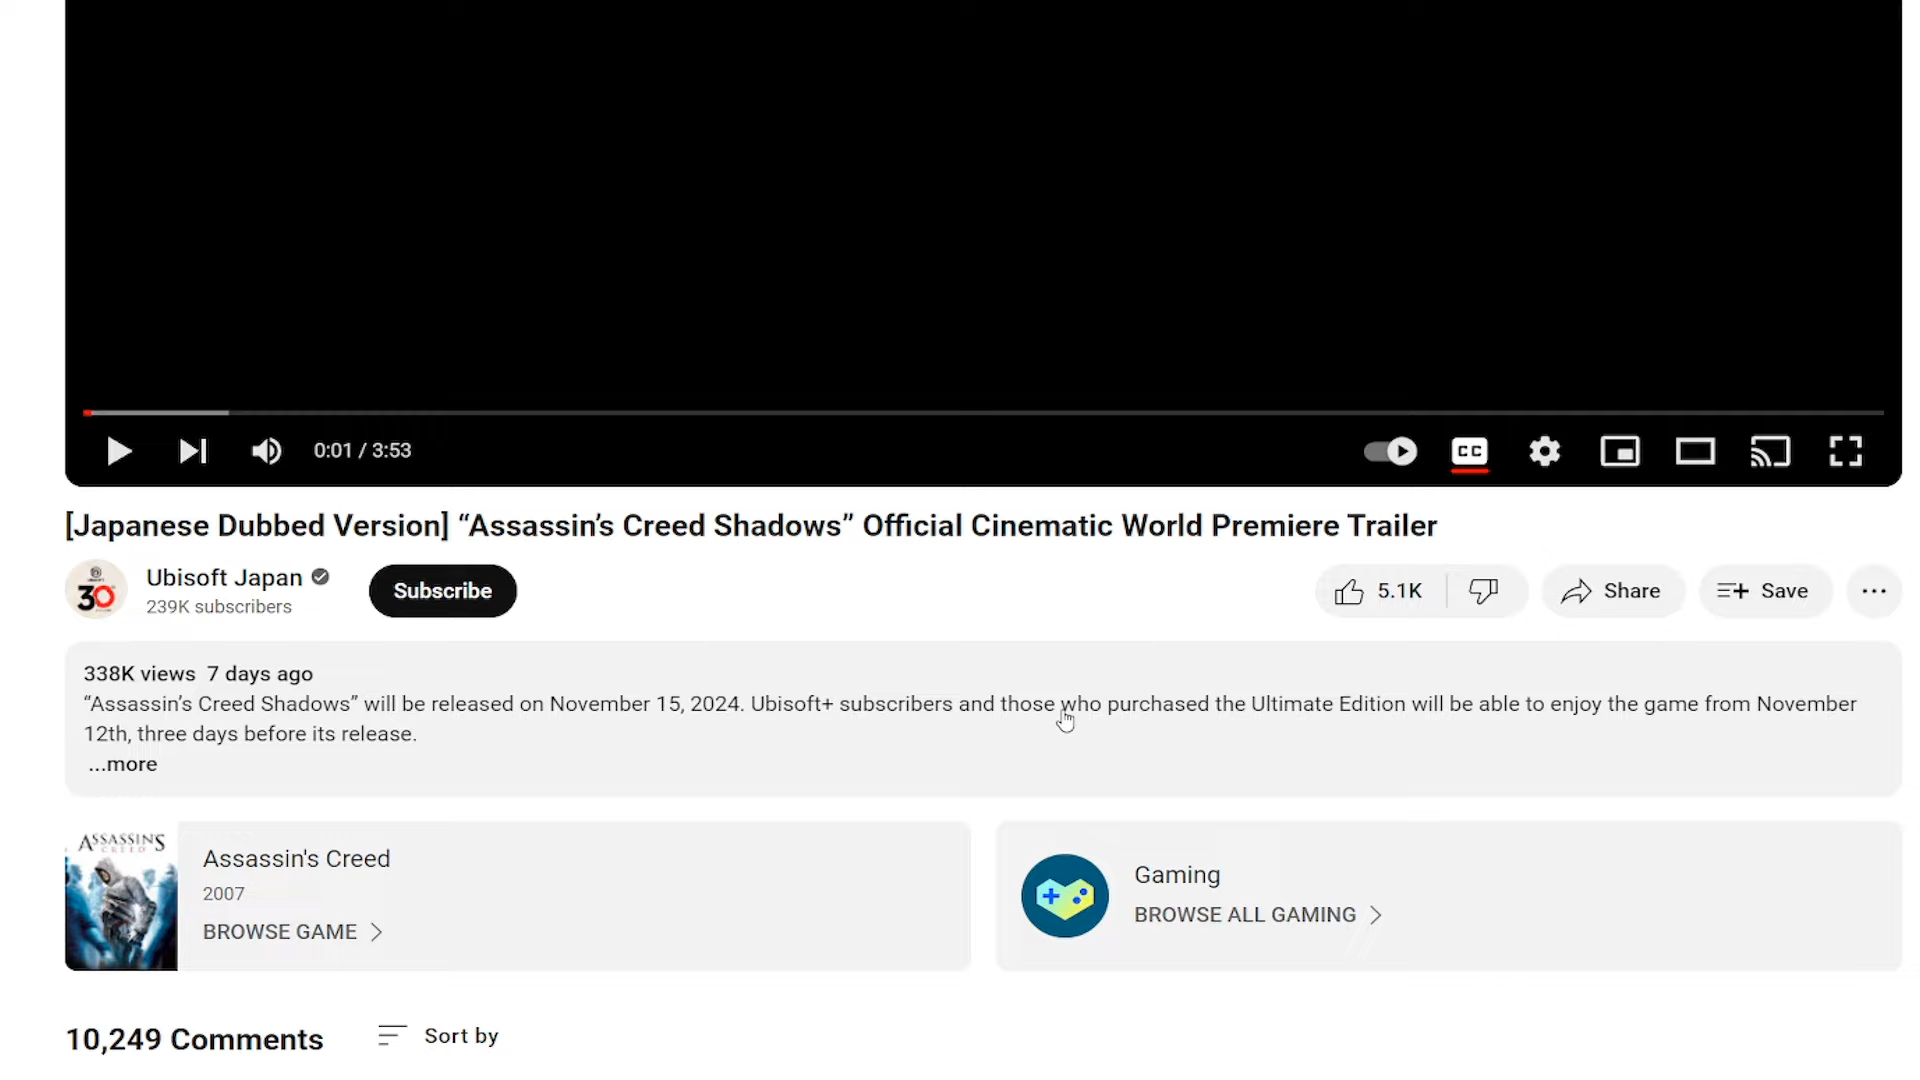 0:01 / 3:53
CC
[Japanese Dubbed Version] “Assassin’s Creed Shadows” Official Cinematic World Premiere Trailer
30
Ubisoft Japan
239K subscribers
Subscribe
5.1K
Share
Save
338K views 7 days ago
“Assassin’s Creed Shadows” will be released on November 15, 2024. Ubisoft+ subscribers and those who purchased the Ultimate Edition will be able to enjoy the game from November
12th, three days before its release.
...more
ASSASSIN'S
CREED
Assassin's Creed
2007
BROWSE GAME
Gaming
BROWSE ALL GAMING
10,249 Comments
Sort by